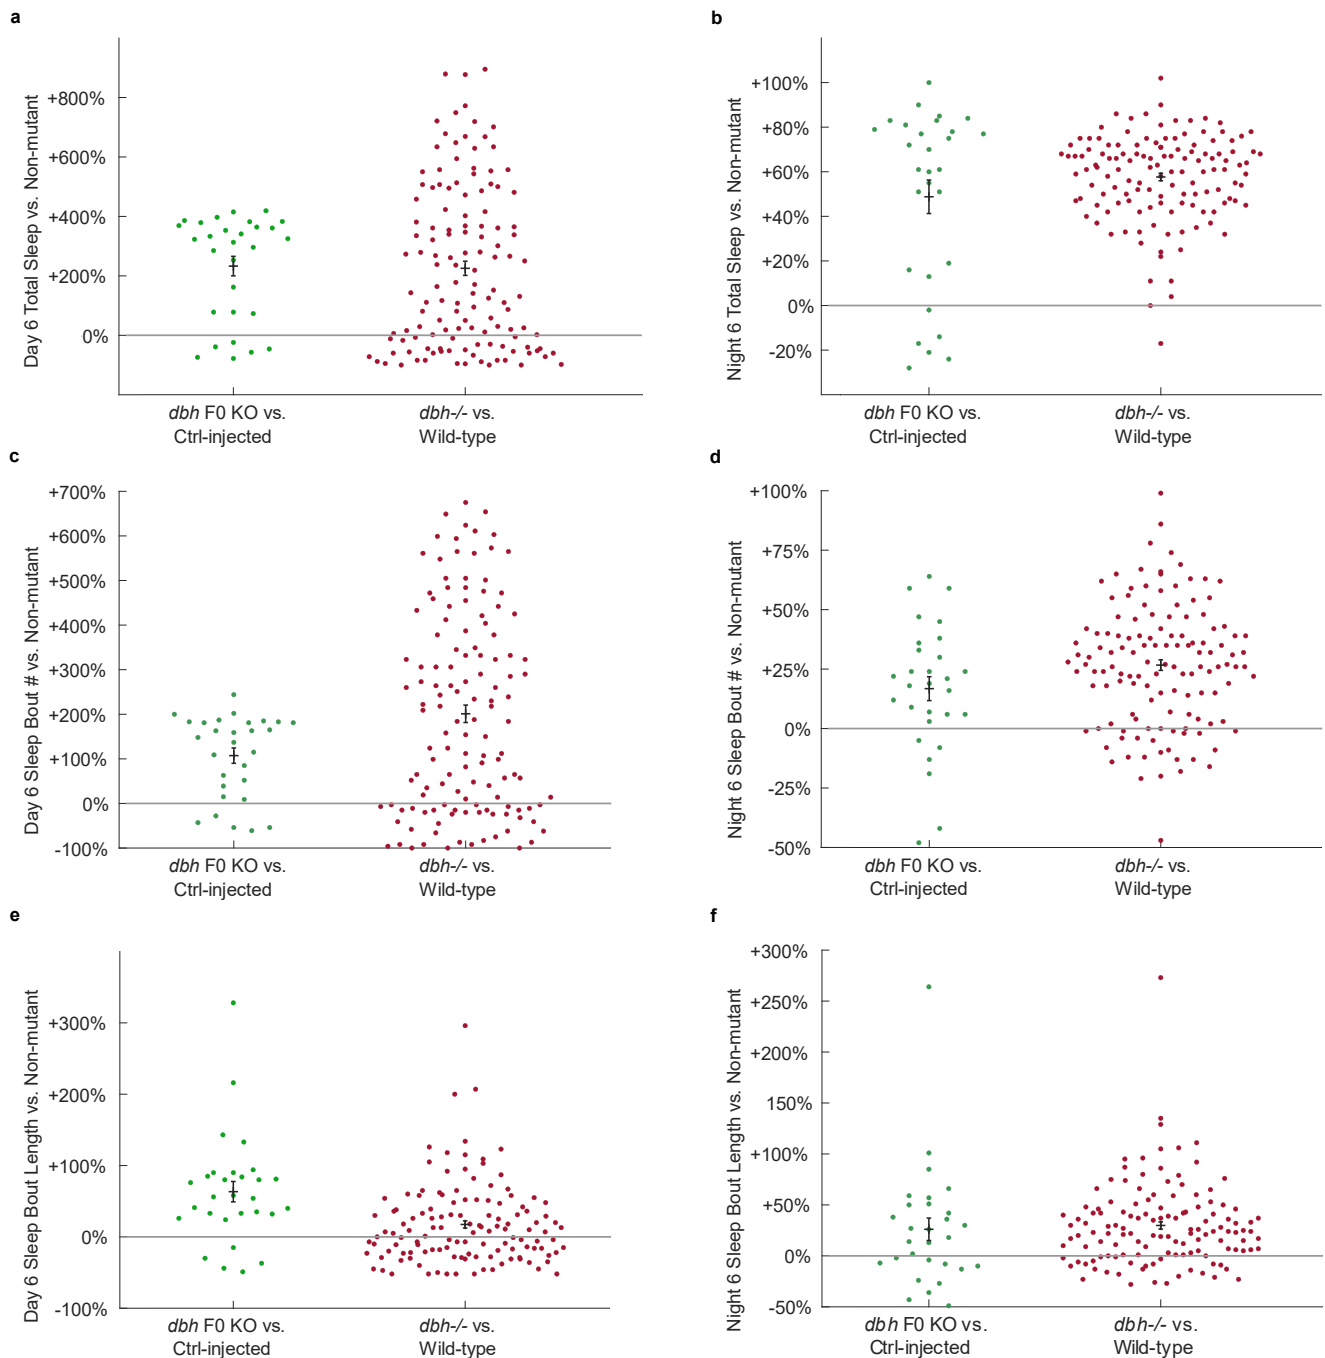 a
Day 6 Total Sleep vs. Non-mutant
+800%
+600%
+400%
+200%
0%
dbh F0 KO vs.
Ctrl-injected
dbh-/- vs.
Wild-type
b
Night 6 Total Sleep vs. Non-mutant
+100%
+80%
+60%
+40%
+20%
0%
-20%
dbh F0 KO vs.
Ctrl-injected
dbh-/- vs.
Wild-type
c
Day 6 Sleep Bout # vs. Non-mutant
+700%
+600%
+500%
+400%
+300%
+200%
+100%
0%
-100%
dbh F0 KO vs.
Ctrl-injected
dbh-/- vs.
Wild-type
d
Night 6 Sleep Bout # vs. Non-mutant
+100%
+75%
+50%
+25%
0%
-25%
-50%
dbh F0 KO vs.
Ctrl-injected
dbh-/- vs.
Wild-type
e
Day 6 Sleep Bout Length vs. Non-mutant
+300%
+200%
+100%
0%
-100%
dbh F0 KO vs.
Ctrl-injected
dbh-/- vs.
Wild-type
f
Night 6 Sleep Bout Length vs. Non-mutant
+300%
+250%
+200%
150%
+100%
+50%
0%
-50%
dbh F0 KO vs.
Ctrl-injected
dbh-/- vs.
Wild-type